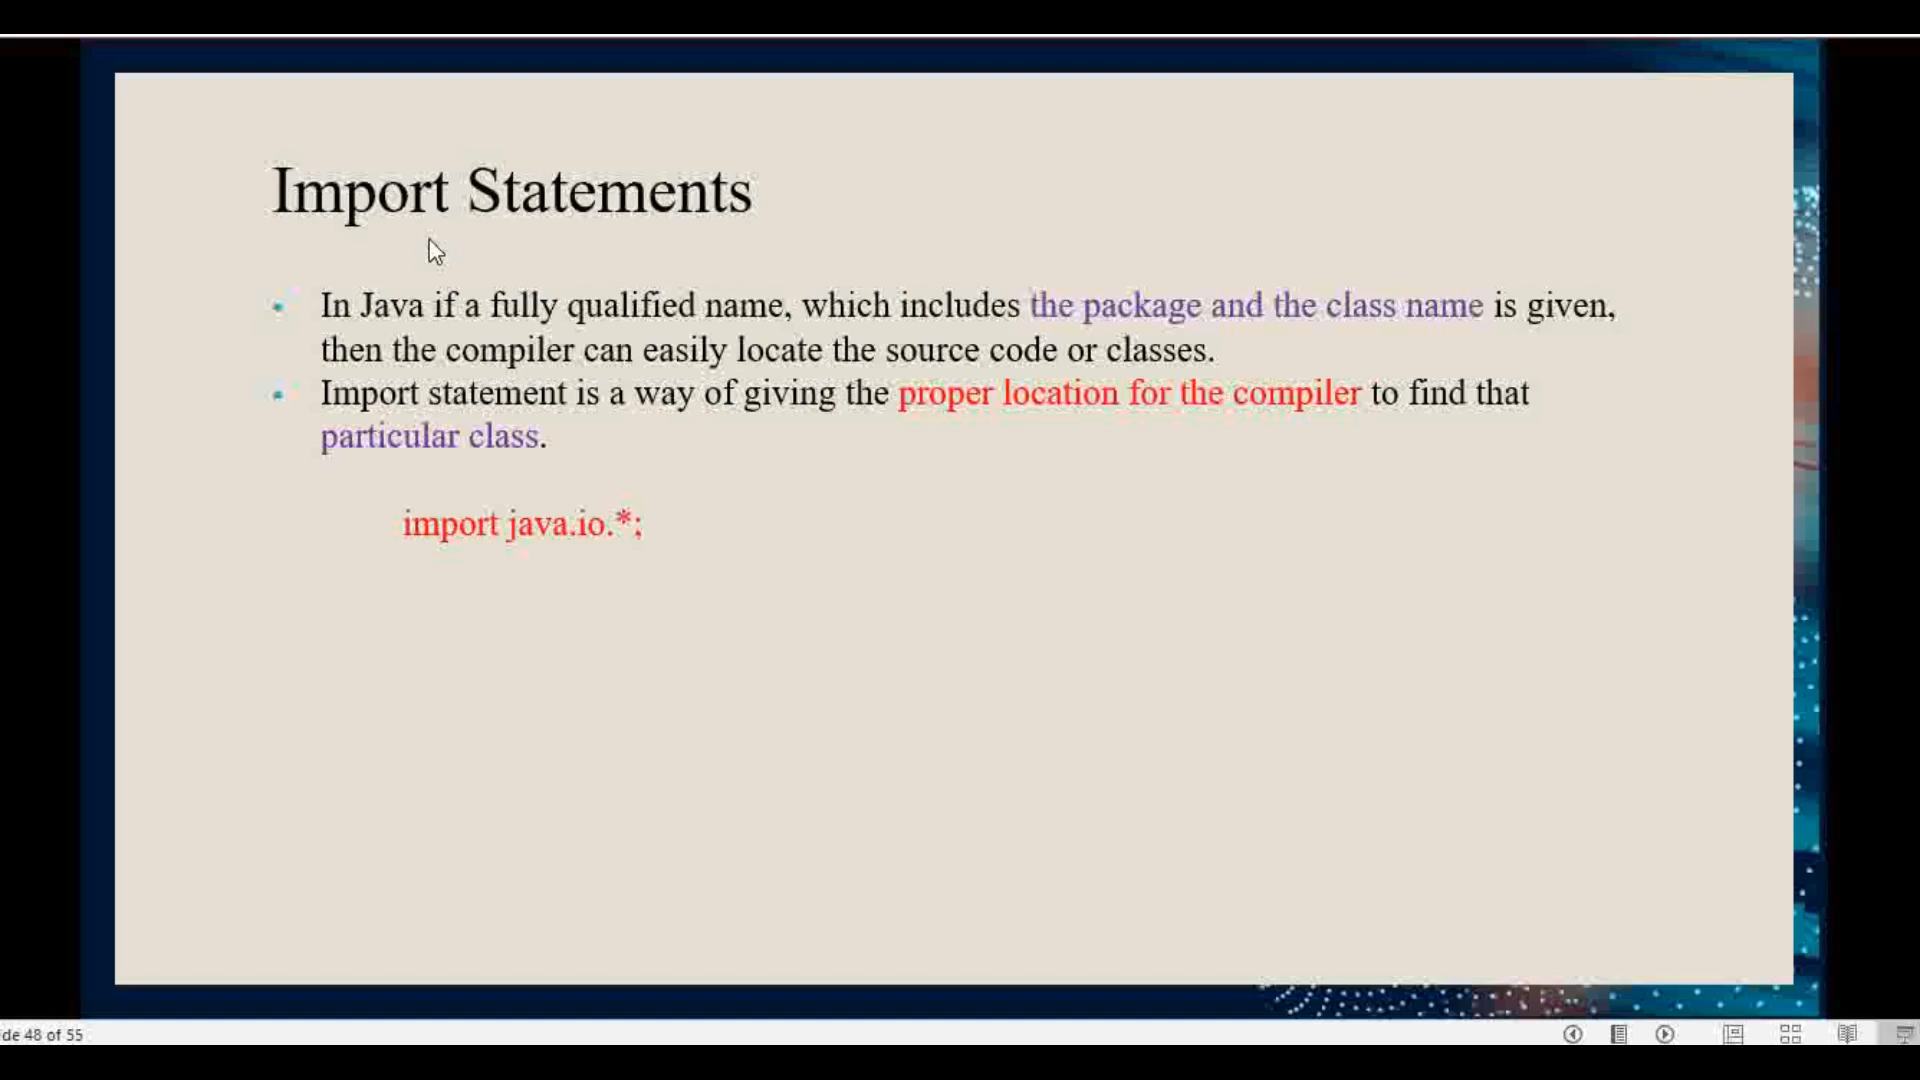 Import Statements
In Java if a fully qualified name, which includes the package and the class name is given,
then the compiler can easily locate the source code or classes.
Import statement is a way of giving the proper location for the compiler to find that
particular class.
import java.io.*;
de 48 of 55